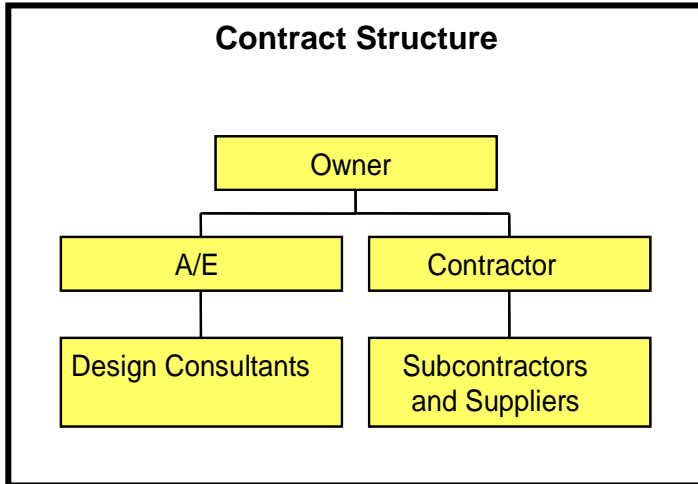 Contract Structure
Owner
A/E
Contractor
Design Consultants
Subcontractors
and Suppliers